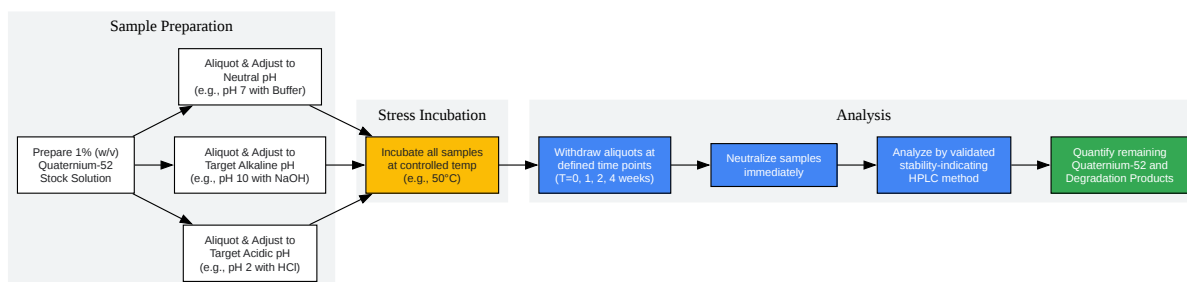 Sample Preparation
Aliquot & Adjust to
Neutral pH
(e.g., pH 7 with Buffer)
Prepare 1% (w/v)
Quaternium-52
Stock Solution
Aliquot & Adjust to
Target Alkaline pH
(e.g., pH 10 with NaOH)
Aliquot & Adjust to
Target Acidic pH
(e.g., pH 2 with HCl)
Stress Incubation
Incubate all samples
at controlled temp
(e.g., 50°C)
Analysis
Withdraw aliquots at
defined time points
(T=0, 1, 2, 4 weeks)
Neutralize samples
immediately
Analyze by validated
stability-indicating
HPLC method
Quantify remaining
Quaternium-52 and
Degradation Products